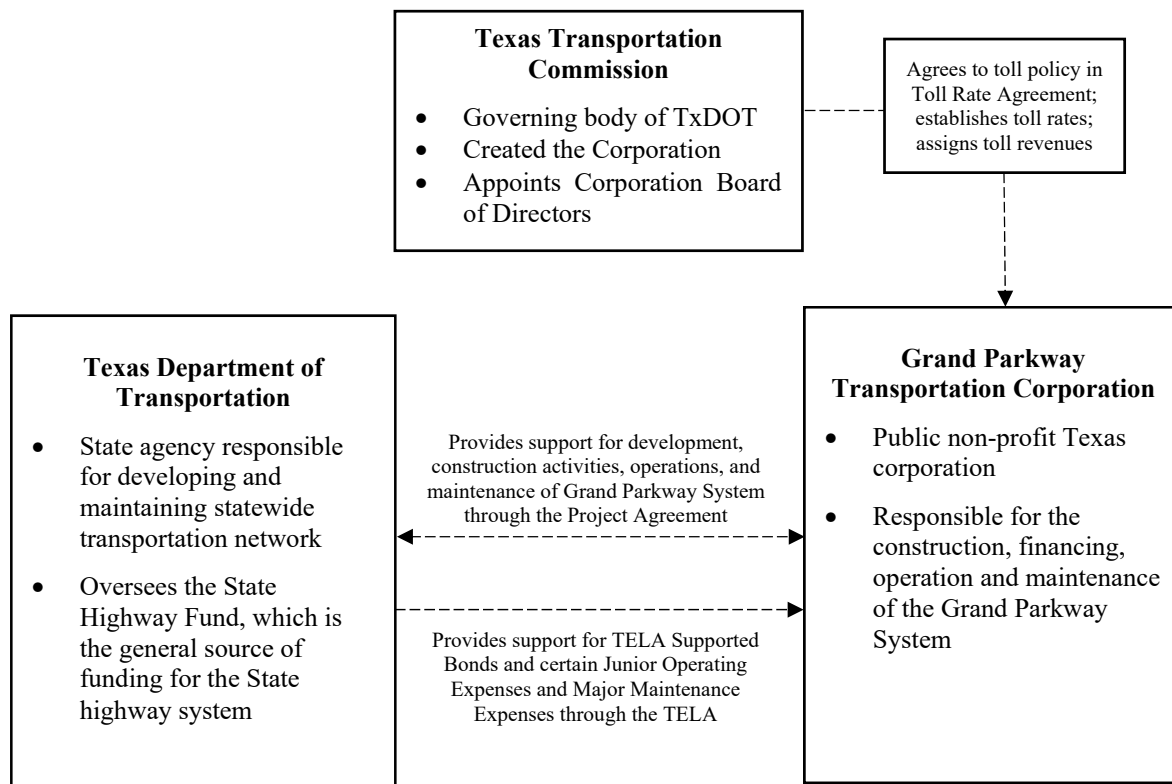 Texas Transportation
Commission
• Governing body of TxDOT
• Created the Corporation
• Appoints Corporation Board
of Directors
Agrees to toll policy in
Toll Rate Agreement;
establishes toll rates;
assigns toll revenues
Texas Department of
Transportation
• State agency responsible
for developing and
maintaining statewide
transportation network
• Oversees the State
Highway Fund, which is
the general source of
funding for the State
highway system
Provides support for development,
construction activities, operations, and
maintenance of Grand Parkway System
through the Project Agreement
Provides support for TELA Supported
Bonds and certain Junior Operating
Expenses and Major Maintenance
Expenses through the TELA
Grand Parkway
Transportation Corporation
• Public non-profit Texas
corporation
• Responsible for the
construction, financing,
operation and maintenance
of the Grand Parkway
System